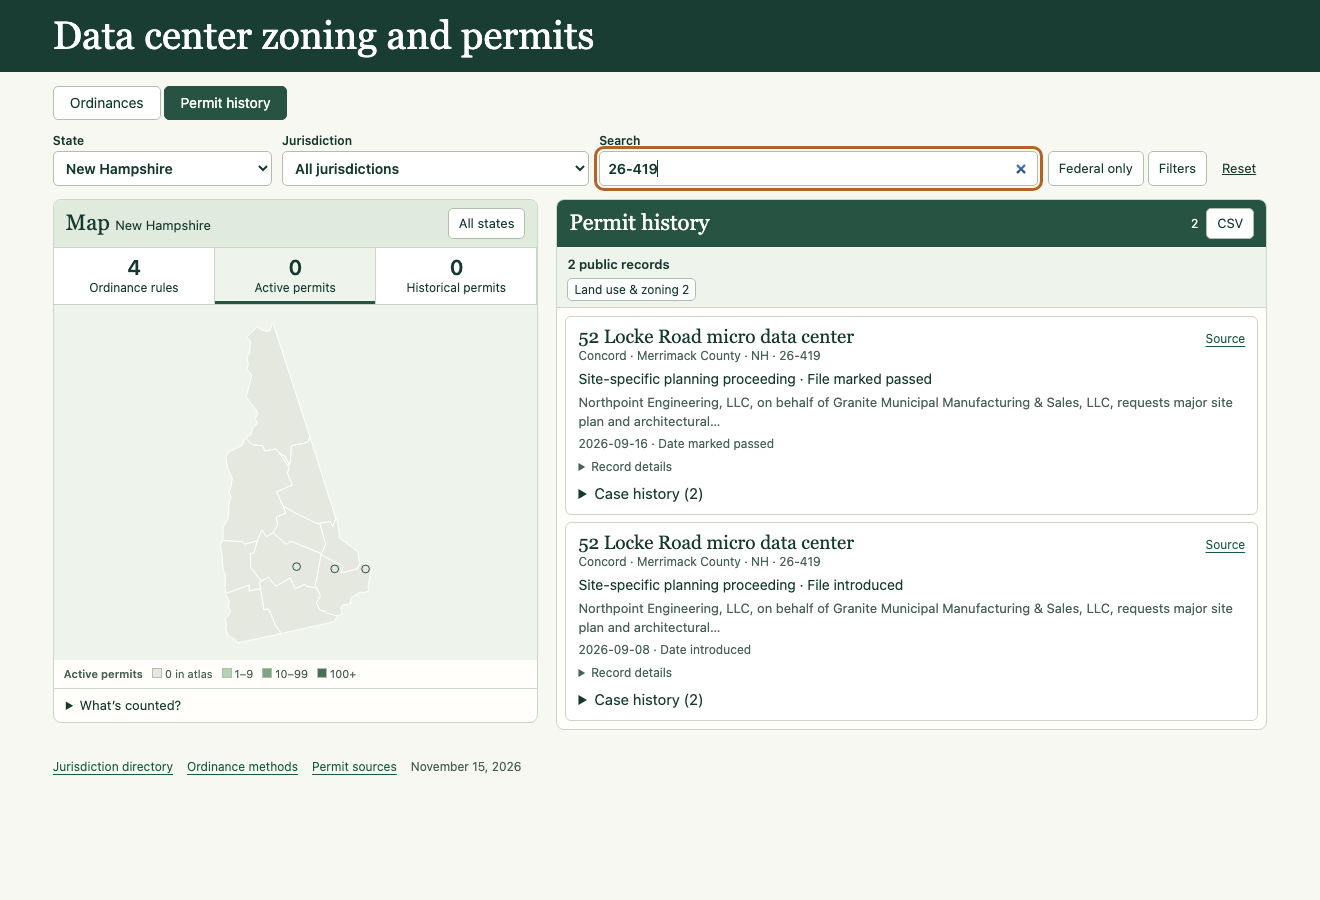 Data center zoning and permits
Ordinances
Permit history
State
Jurisdiction
Search
New Hampshire
All jurisdictions
26-419
Federal only
Filters
Reset
Map New Hampshire
All states
4
Ordinance rules
0
Active permits
0
Historical permits
Active permits 0 in atlas 1–9 10–99 100+
What's counted?
Permit history
2
CSV
2 public records
Land use & zoning 2
52 Locke Road micro data center
Source
Concord · Merrimack County · NH · 26-419
Site-specific planning proceeding · File marked passed
Northpoint Engineering, LLC, on behalf of Granite Municipal Manufacturing & Sales, LLC, requests major site
plan and architectural…
2026-09-16 · Date marked passed
Record details
Case history (2)
52 Locke Road micro data center
Source
Concord · Merrimack County · NH · 26-419
Site-specific planning proceeding · File introduced
Northpoint Engineering, LLC, on behalf of Granite Municipal Manufacturing & Sales, LLC, requests major site
plan and architectural…
2026-09-08 · Date introduced
Record details
Case history (2)
Jurisdiction directory
Ordinance methods
Permit sources
November 15, 2026